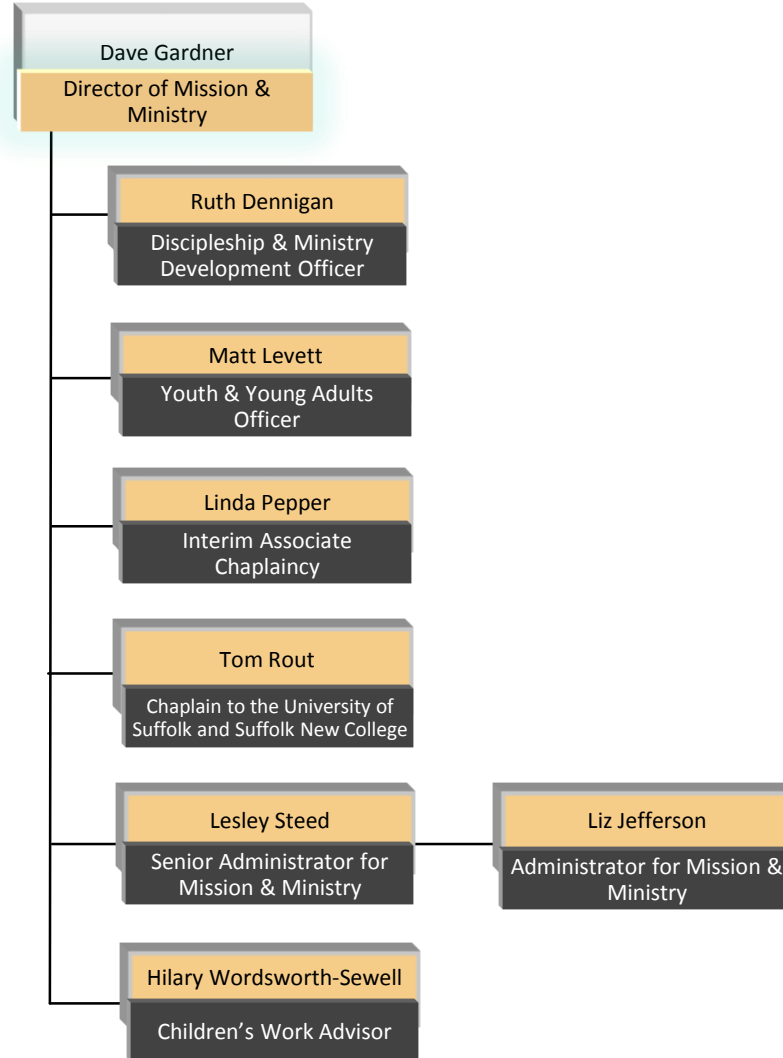 Dave Gardner
Director of Mission &
Ministry
Ruth Dennigan
Discipleship & Ministry
Development Officer
Matt Levett
Youth & Young Adults
Officer
Linda Pepper
Interim Associate
Chaplaincy
Tom Rout
Chaplain to the University of
Suffolk and Suffolk New College
Lesley Steed
Senior Administrator for
Mission & Ministry
Liz Jefferson
Administrator for Mission &
Ministry
Hilary Wordsworth-Sewell
Children’s Work Advisor